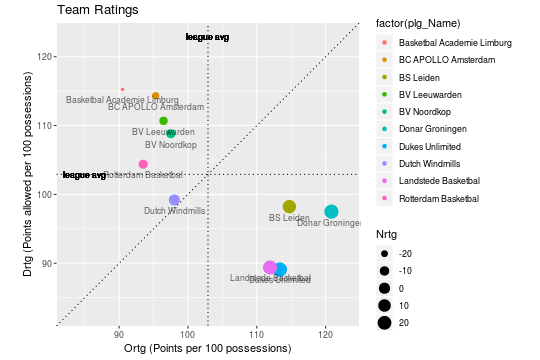 Team Ratings
league avg
120
Basketbal Academie Limburg
BC APOLLO Amsterdam
110
BV Leeuwarden
BV Noordkop
league avg
Rotterdam Basketbal
100
Dutch Windmills
BS Leiden
Donar Groningen
90
Landstede Basketbal
Dukes Unlimited
90
100
110
120
Ortg (Points per 100 possessions)
Drtg (Points allowed per 100 possessions)
factor(plg_Name)
Basketbal Academie Limburg
BC APOLLO Amsterdam
BS Leiden
BV Leeuwarden
BV Noordkop
Donar Groningen
Dukes Unlimited
Dutch Windmills
Landstede Basketbal
Rotterdam Basketbal
Nrtg
-20
-10
0
10
20